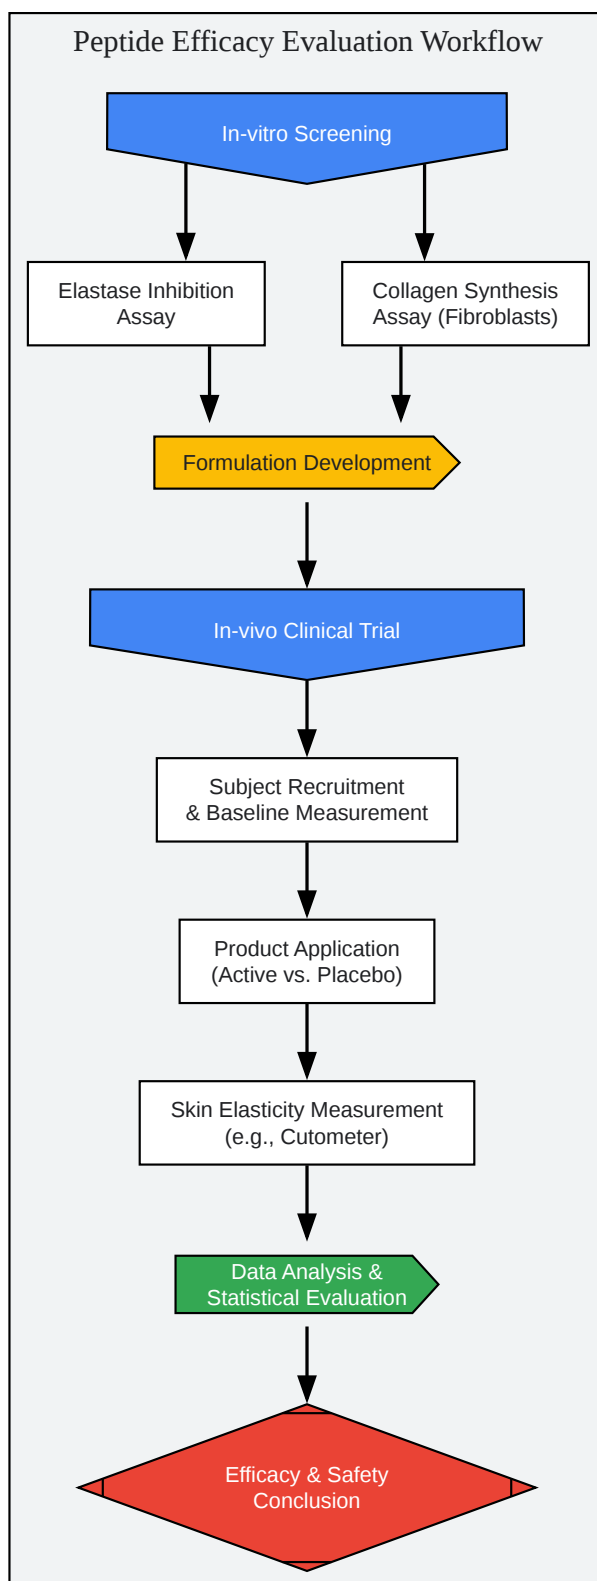 Peptide Efficacy Evaluation Workflow
In-vitro Screening
Elastase Inhibition
Assay
Collagen Synthesis
Assay (Fibroblasts)
Formulation Development
In-vivo Clinical Trial
Subject Recruitment
& Baseline Measurement
Product Application
(Active vs. Placebo)
Skin Elasticity Measurement
(e.g., Cutometer)
Data Analysis &
Statistical Evaluation
Efficacy & Safety
Conclusion